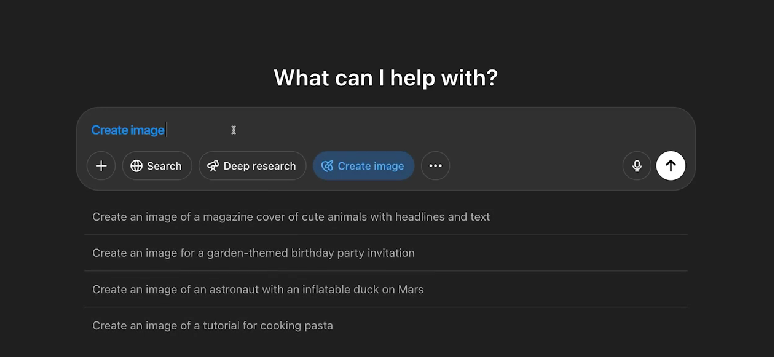 What can I help with?
Create image
Search Deep research Create image
Create an image of a magazine cover of cute animals with headlines and text
Create an image for a garden-themed birthday party invitation
Create an image of an astronaut with an inflatable duck on Mars
Create an image of a tutorial for cooking pasta